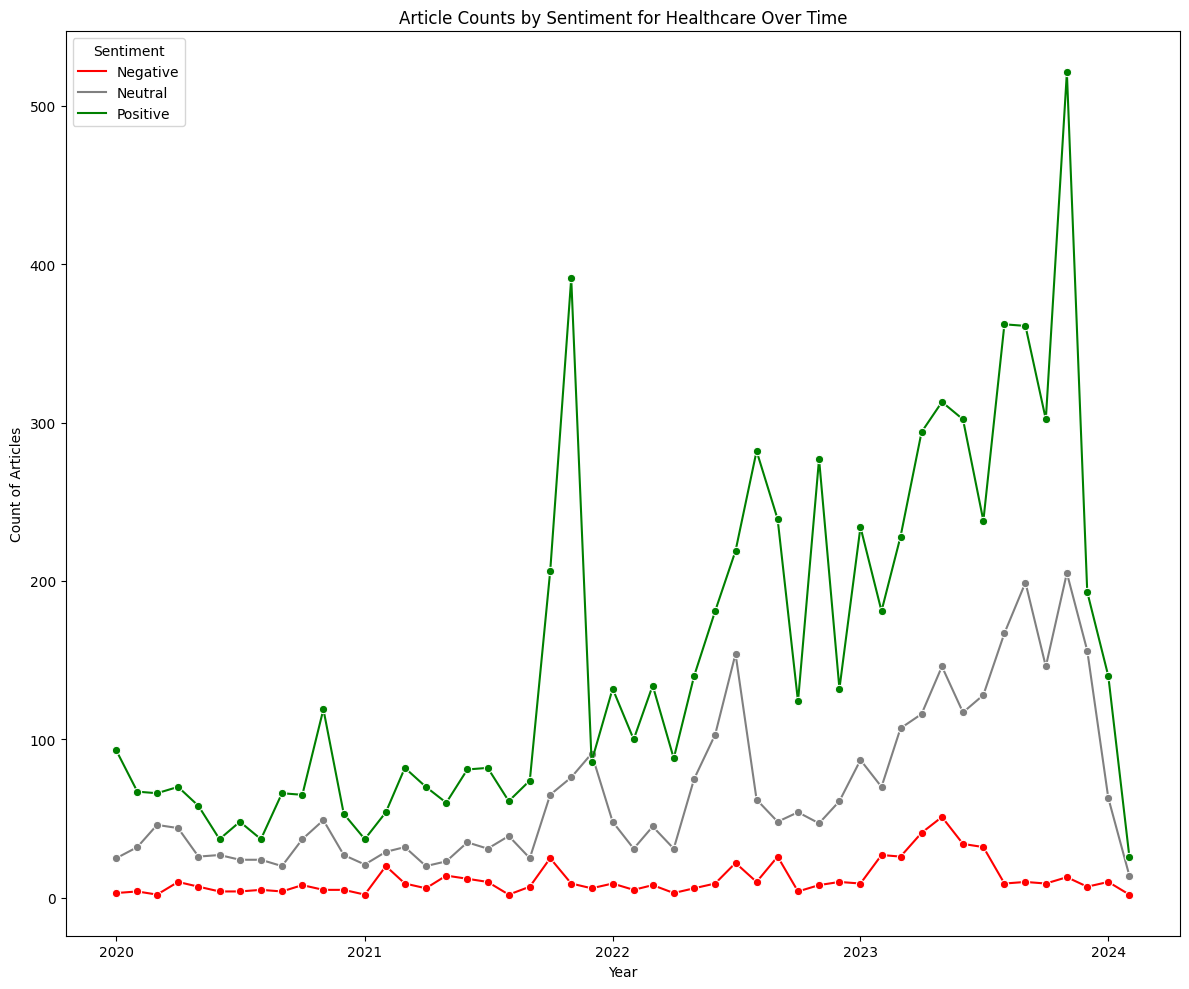 Article Counts by Sentiment for Healthcare Over Time
Sentiment
Negative
Neutral
Positive
Count of Articles
500
400
300
200
100
0
2020
2021
2022
2023
2024
Year